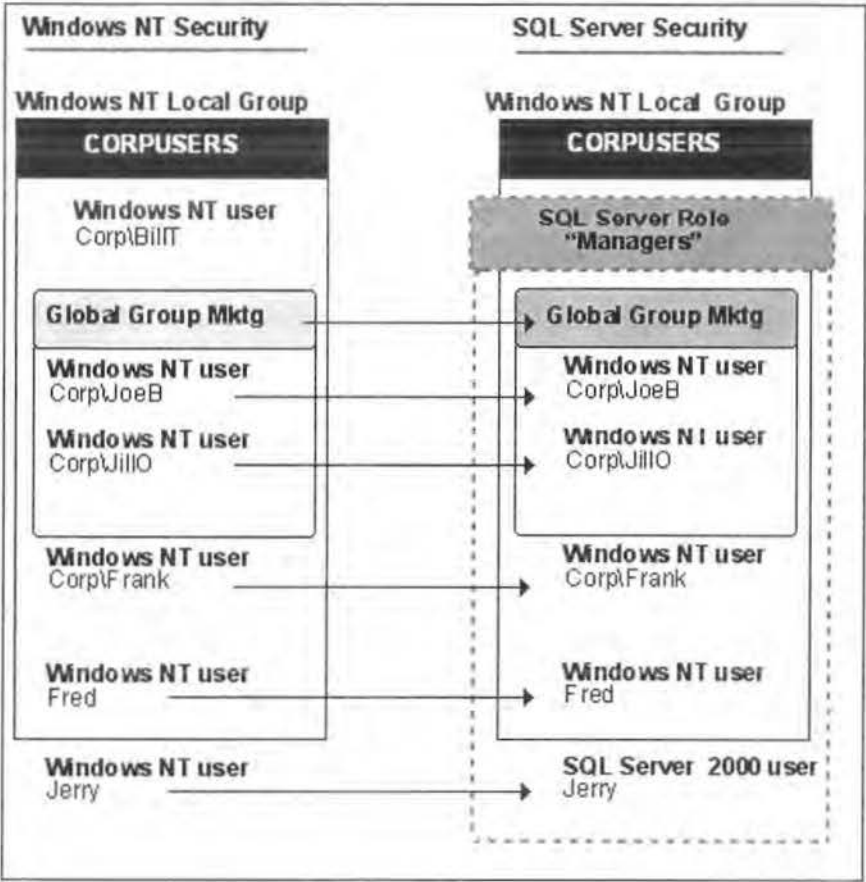 Windows NT Security
SQL Server Security
Windows NT Local Group
Windows NT Local Group
CORPUSERS
CORPUSERS
Windows NT user
Corp\BillT
SQL Server Role
"Managers"
Global Group Mktg
Global Group Mktg
Windows NT user
Corp\JoeB
Windows NT user
Corp\JoeB
Windows NT user
Corp\JillO
Windows NT user
Corp\JillO
Windows NT user
Corp\Frank
Windows NT user
Corp\Frank
Windows NT user
Fred
Windows NT user
Fred
Windows NT user
Jerry
SQL Server 2000 user
Jerry